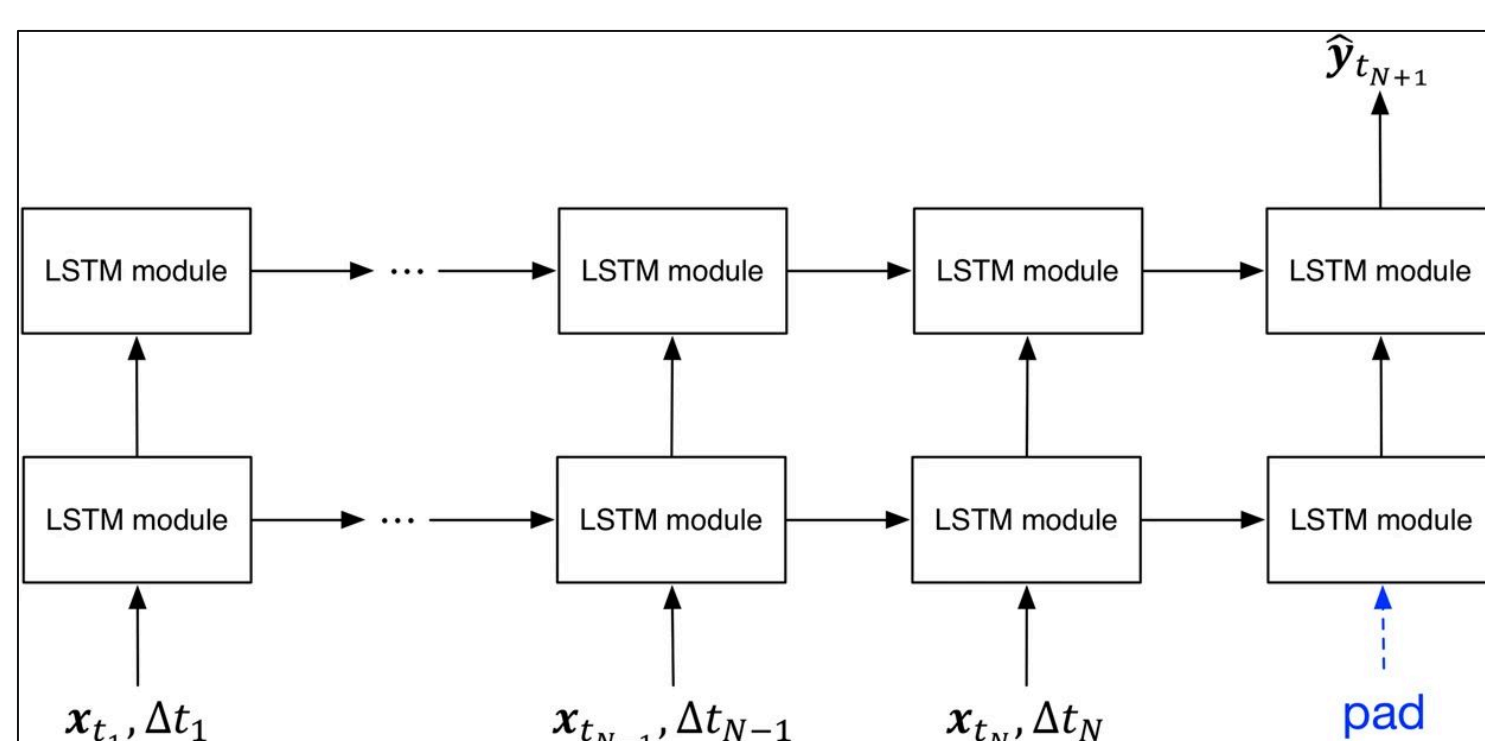 ŷ_{t_{N+1}}
LSTM module ··· LSTM module LSTM module LSTM module
LSTM module ··· LSTM module LSTM module LSTM module
x_{t_1}, Δt_1 x_{t_{N-1}}, Δt_{N-1} x_{t_N}, Δt_N pad